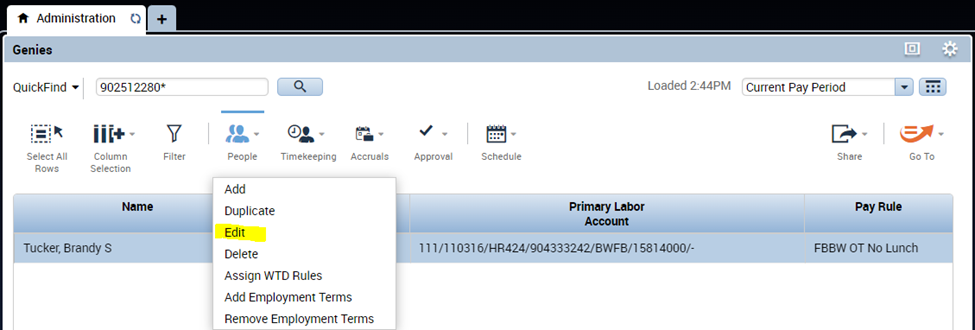 Administration
+
Genies
QuickFind
902512280*
Loaded 2:44PM
Current Pay Period
Select All
Rows
Column
Selection
Filter
People
Timekeeping
Accruals
Approval
Schedule
Share
Go To
Add
Duplicate
Edit
Delete
Assign WTD Rules
Add Employment Terms
Remove Employment Terms
Name
Primary Labor
Account
Pay Rule
Tucker, Brandy S
111/110316/HR424/904333242/BWFB/15814000/-
FBBW OT No Lunch